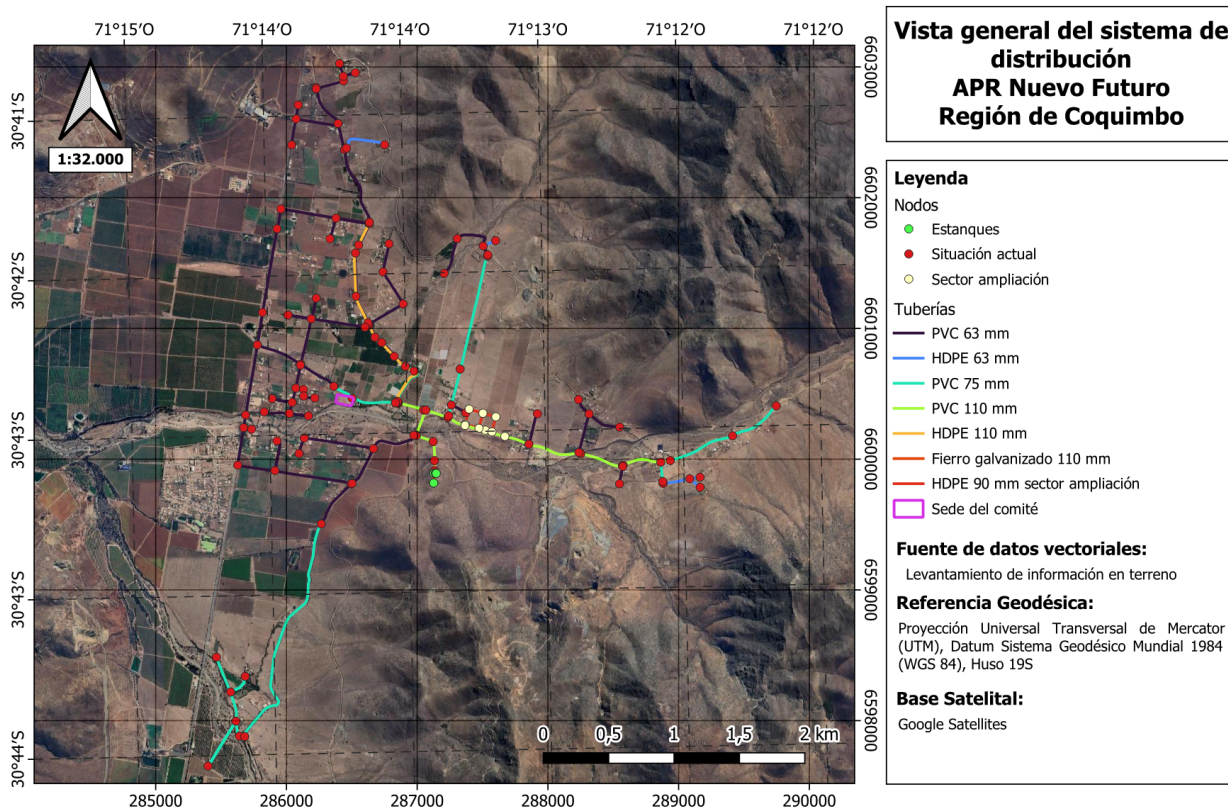 Vista general del sistema de
distribución
APR Nuevo Futuro
Región de Coquimbo
71°15'O 71°14'O 71°14'O 71°13'O 71°12'O 71°12'O
30°41'S
30°42'S
30°43'S
30°43'S
30°44'S
6603000
6602000
6601000
6600000
6599000
6598000
285000 286000 287000 288000 289000 290000
1:32.000
0 0,5 1 1,5 2 km
Leyenda
Nodos
Estanques
Situación actual
Sector ampliación
Tuberías
PVC 63 mm
HDPE 63 mm
PVC 75 mm
PVC 110 mm
HDPE 110 mm
Fierro galvanizado 110 mm
HDPE 90 mm sector ampliación
Sede del comité
Fuente de datos vectoriales:
Levantamiento de información en terreno
Referencia Geodésica:
Proyección Universal Transversal de Mercator
(UTM), Datum Sistema Geodésico Mundial 1984
(WGS 84), Huso 19S
Base Satelital:
Google Satellites